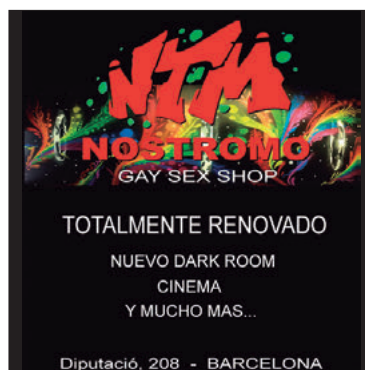 NTM
NOSTROMO
GAY SEX SHOP
TOTALMENTE RENOVADO
NUEVO DARK ROOM
CINEMA
Y MUCHO MAS...
Diputació, 208 - BARCELONA